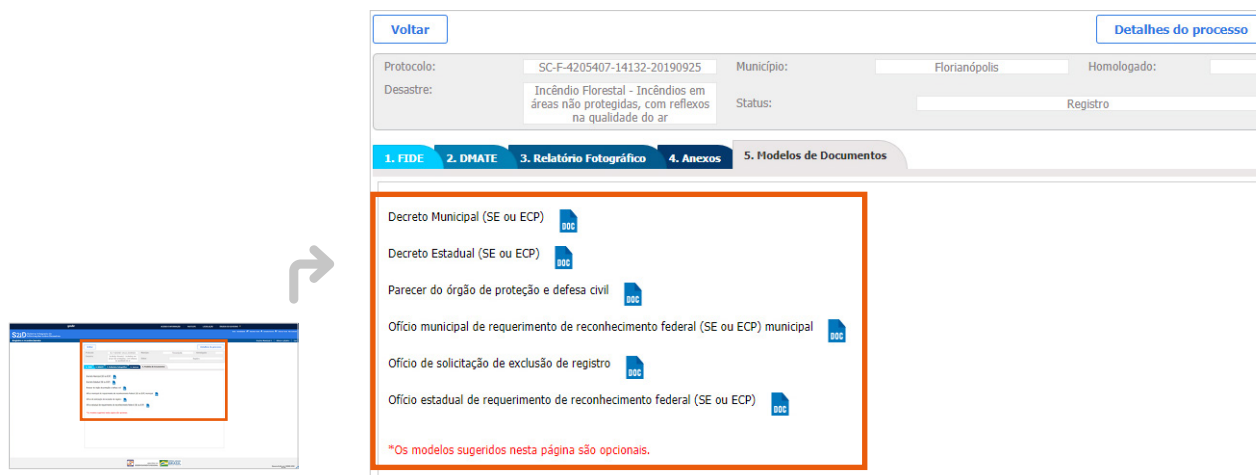 Voltar
Detalhes do processo
Protocolo:
SC-F-4205407-14132-20190925
Município:
Florianópolis
Homologado:
Desastre:
Incêndio Florestal - Incêndios em
áreas não protegidas, com reflexos
na qualidade do ar
Status:
Registro
1. FIDE
2. DMATE
3. Relatório Fotográfico
4. Anexos
5. Modelos de Documentos
Decreto Municipal (SE ou ECP)
DOC
Decreto Estadual (SE ou ECP)
DOC
Parecer do órgão de proteção e defesa civil
DOC
Ofício municipal de requerimento de reconhecimento federal (SE ou ECP) municipal
DOC
Ofício de solicitação de exclusão de registro
DOC
Ofício estadual de requerimento de reconhecimento federal (SE ou ECP)
DOC
*Os modelos sugeridos nesta página são opcionais.
S2iD
BRASIL